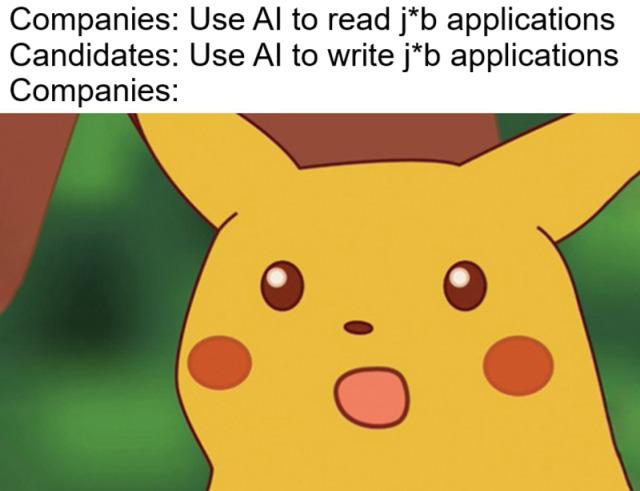 Companies: Use AI to read j*b applications
Candidates: Use AI to write j*b applications
Companies: